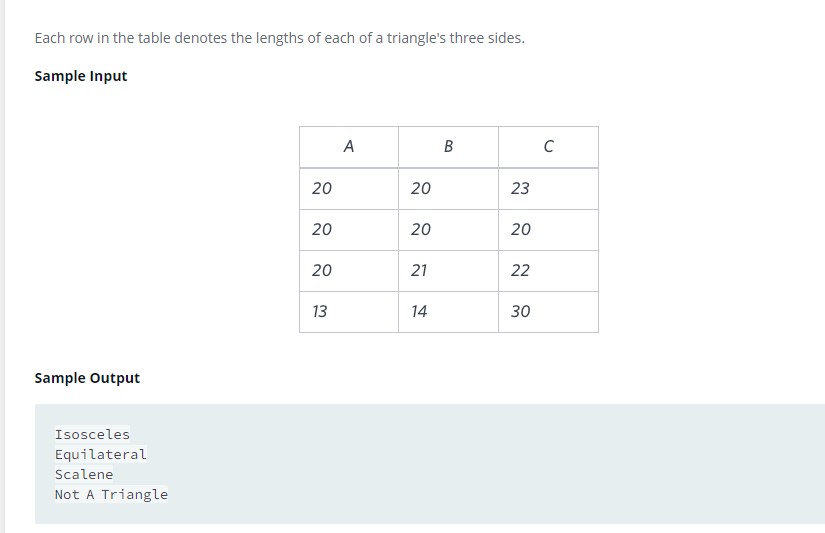 Each row in the table denotes the lengths of each of a triangle's three sides.
Sample Input
A B C
20 20 23
20 20 20
20 21 22
13 14 30
Sample Output
Isosceles
Equilateral
Scalene
Not A Triangle